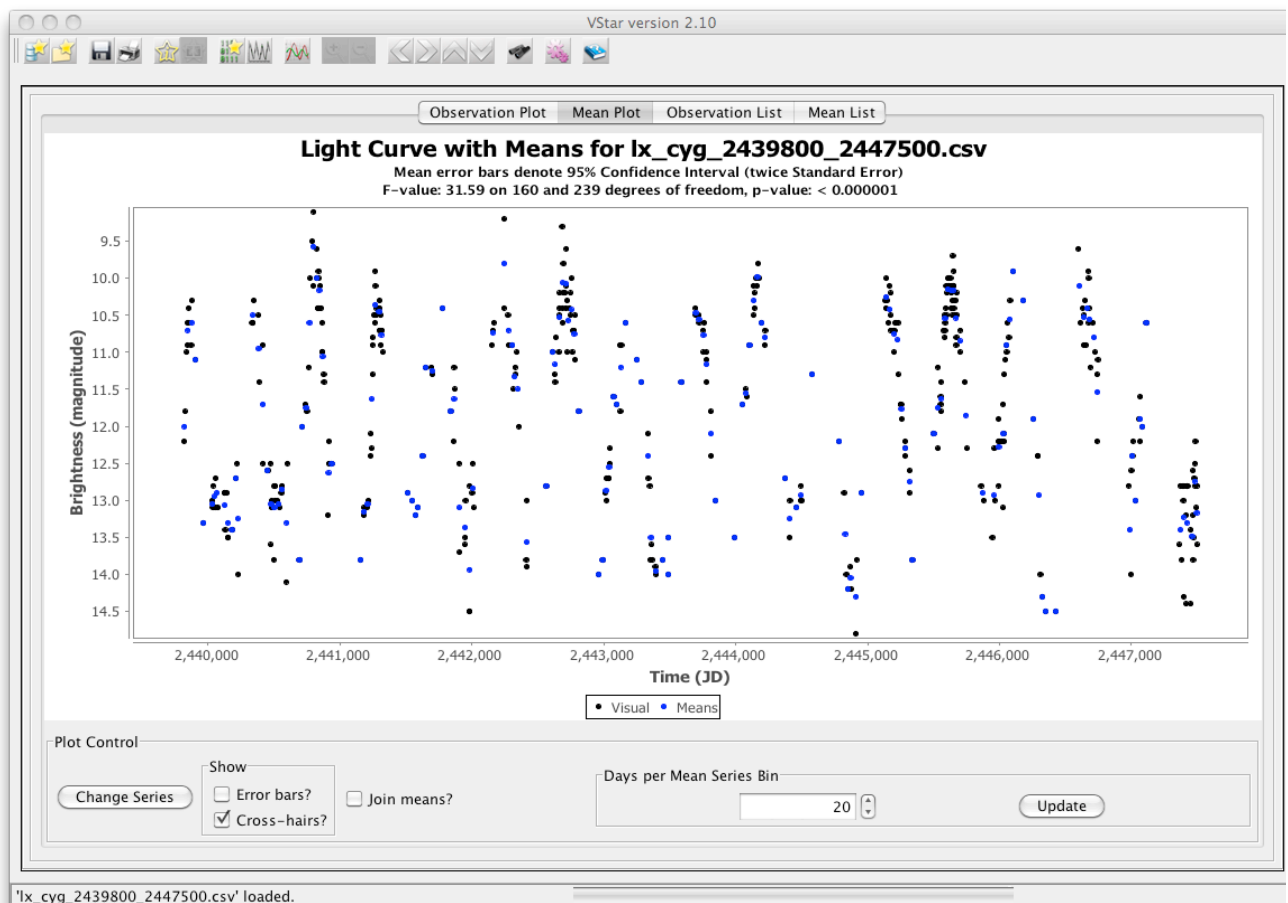 VStar version 2.10
Observation Plot Mean Plot Observation List Mean List
Light Curve with Means for lx_cyg_2439800_2447500.csv
Mean error bars denote 95% Confidence Interval (twice Standard Error)
F-value: 31.59 on 160 and 239 degrees of freedom, p-value: < 0.000001
Brightness (magnitude)
9.5
10.0
10.5
11.0
11.5
12.0
12.5
13.0
13.5
14.0
14.5
2,440,000 2,441,000 2,442,000 2,443,000 2,444,000 2,445,000 2,446,000 2,447,000
Time (JD)
Visual Means
Plot Control
Change Series
Show
Error bars?
Cross-hairs?
Join means?
Days per Mean Series Bin
20
Update
'lx_cyg_2439800_2447500.csv' loaded.